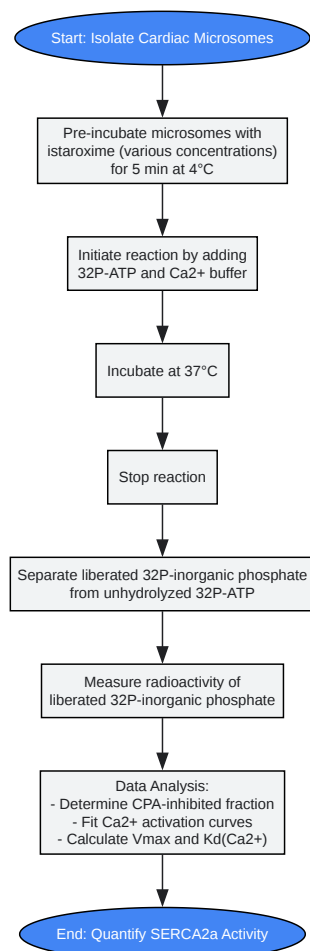 Start: Isolate Cardiac Microsomes
Pre-incubate microsomes with
istaroxime (various concentrations)
for 5 min at 4°C
Initiate reaction by adding
32P-ATP and Ca2+ buffer
Incubate at 37°C
Stop reaction
Separate liberated 32P-inorganic phosphate
from unhydrolyzed 32P-ATP
Measure radioactivity of
liberated 32P-inorganic phosphate
Data Analysis:
- Determine CPA-inhibited fraction
- Fit Ca2+ activation curves
- Calculate Vmax and Kd(Ca2+)
End: Quantify SERCA2a Activity